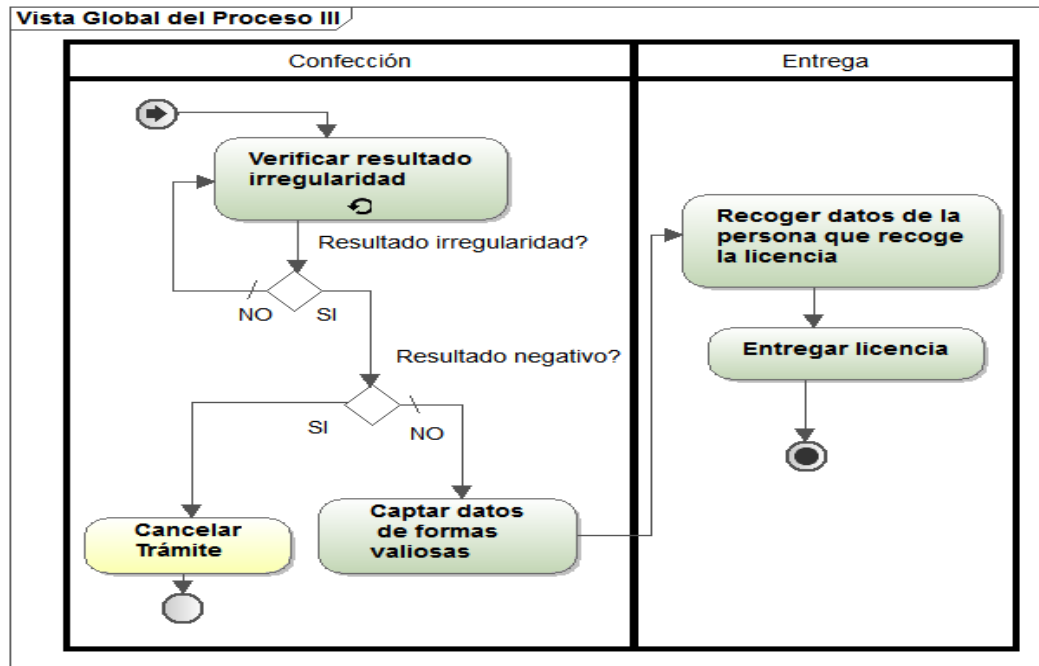 Vista Global del Proceso III
Confección
Entrega
Verificar resultado
irregularidad
Resultado irregularidad?
NO
SI
Resultado negativo?
SI
NO
Cancelar
Trámite
Captar datos
de formas
valiosas
Recoger datos de la
persona que recoge
la licencia
Entregar licencia